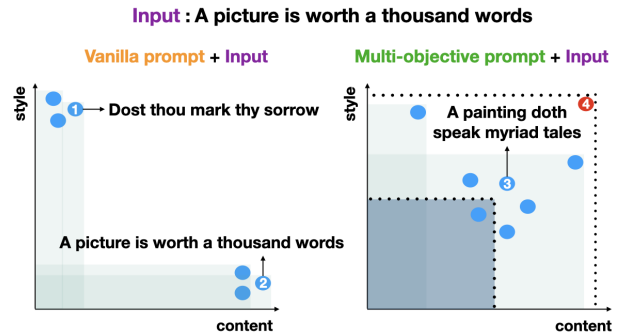 Input : A picture is worth a thousand words
Vanilla prompt + Input
style
1
Dost thou mark thy sorrow
A picture is worth a thousand words
2
content
Multi-objective prompt + Input
style
4
A painting doth
speak myriad tales
3
content